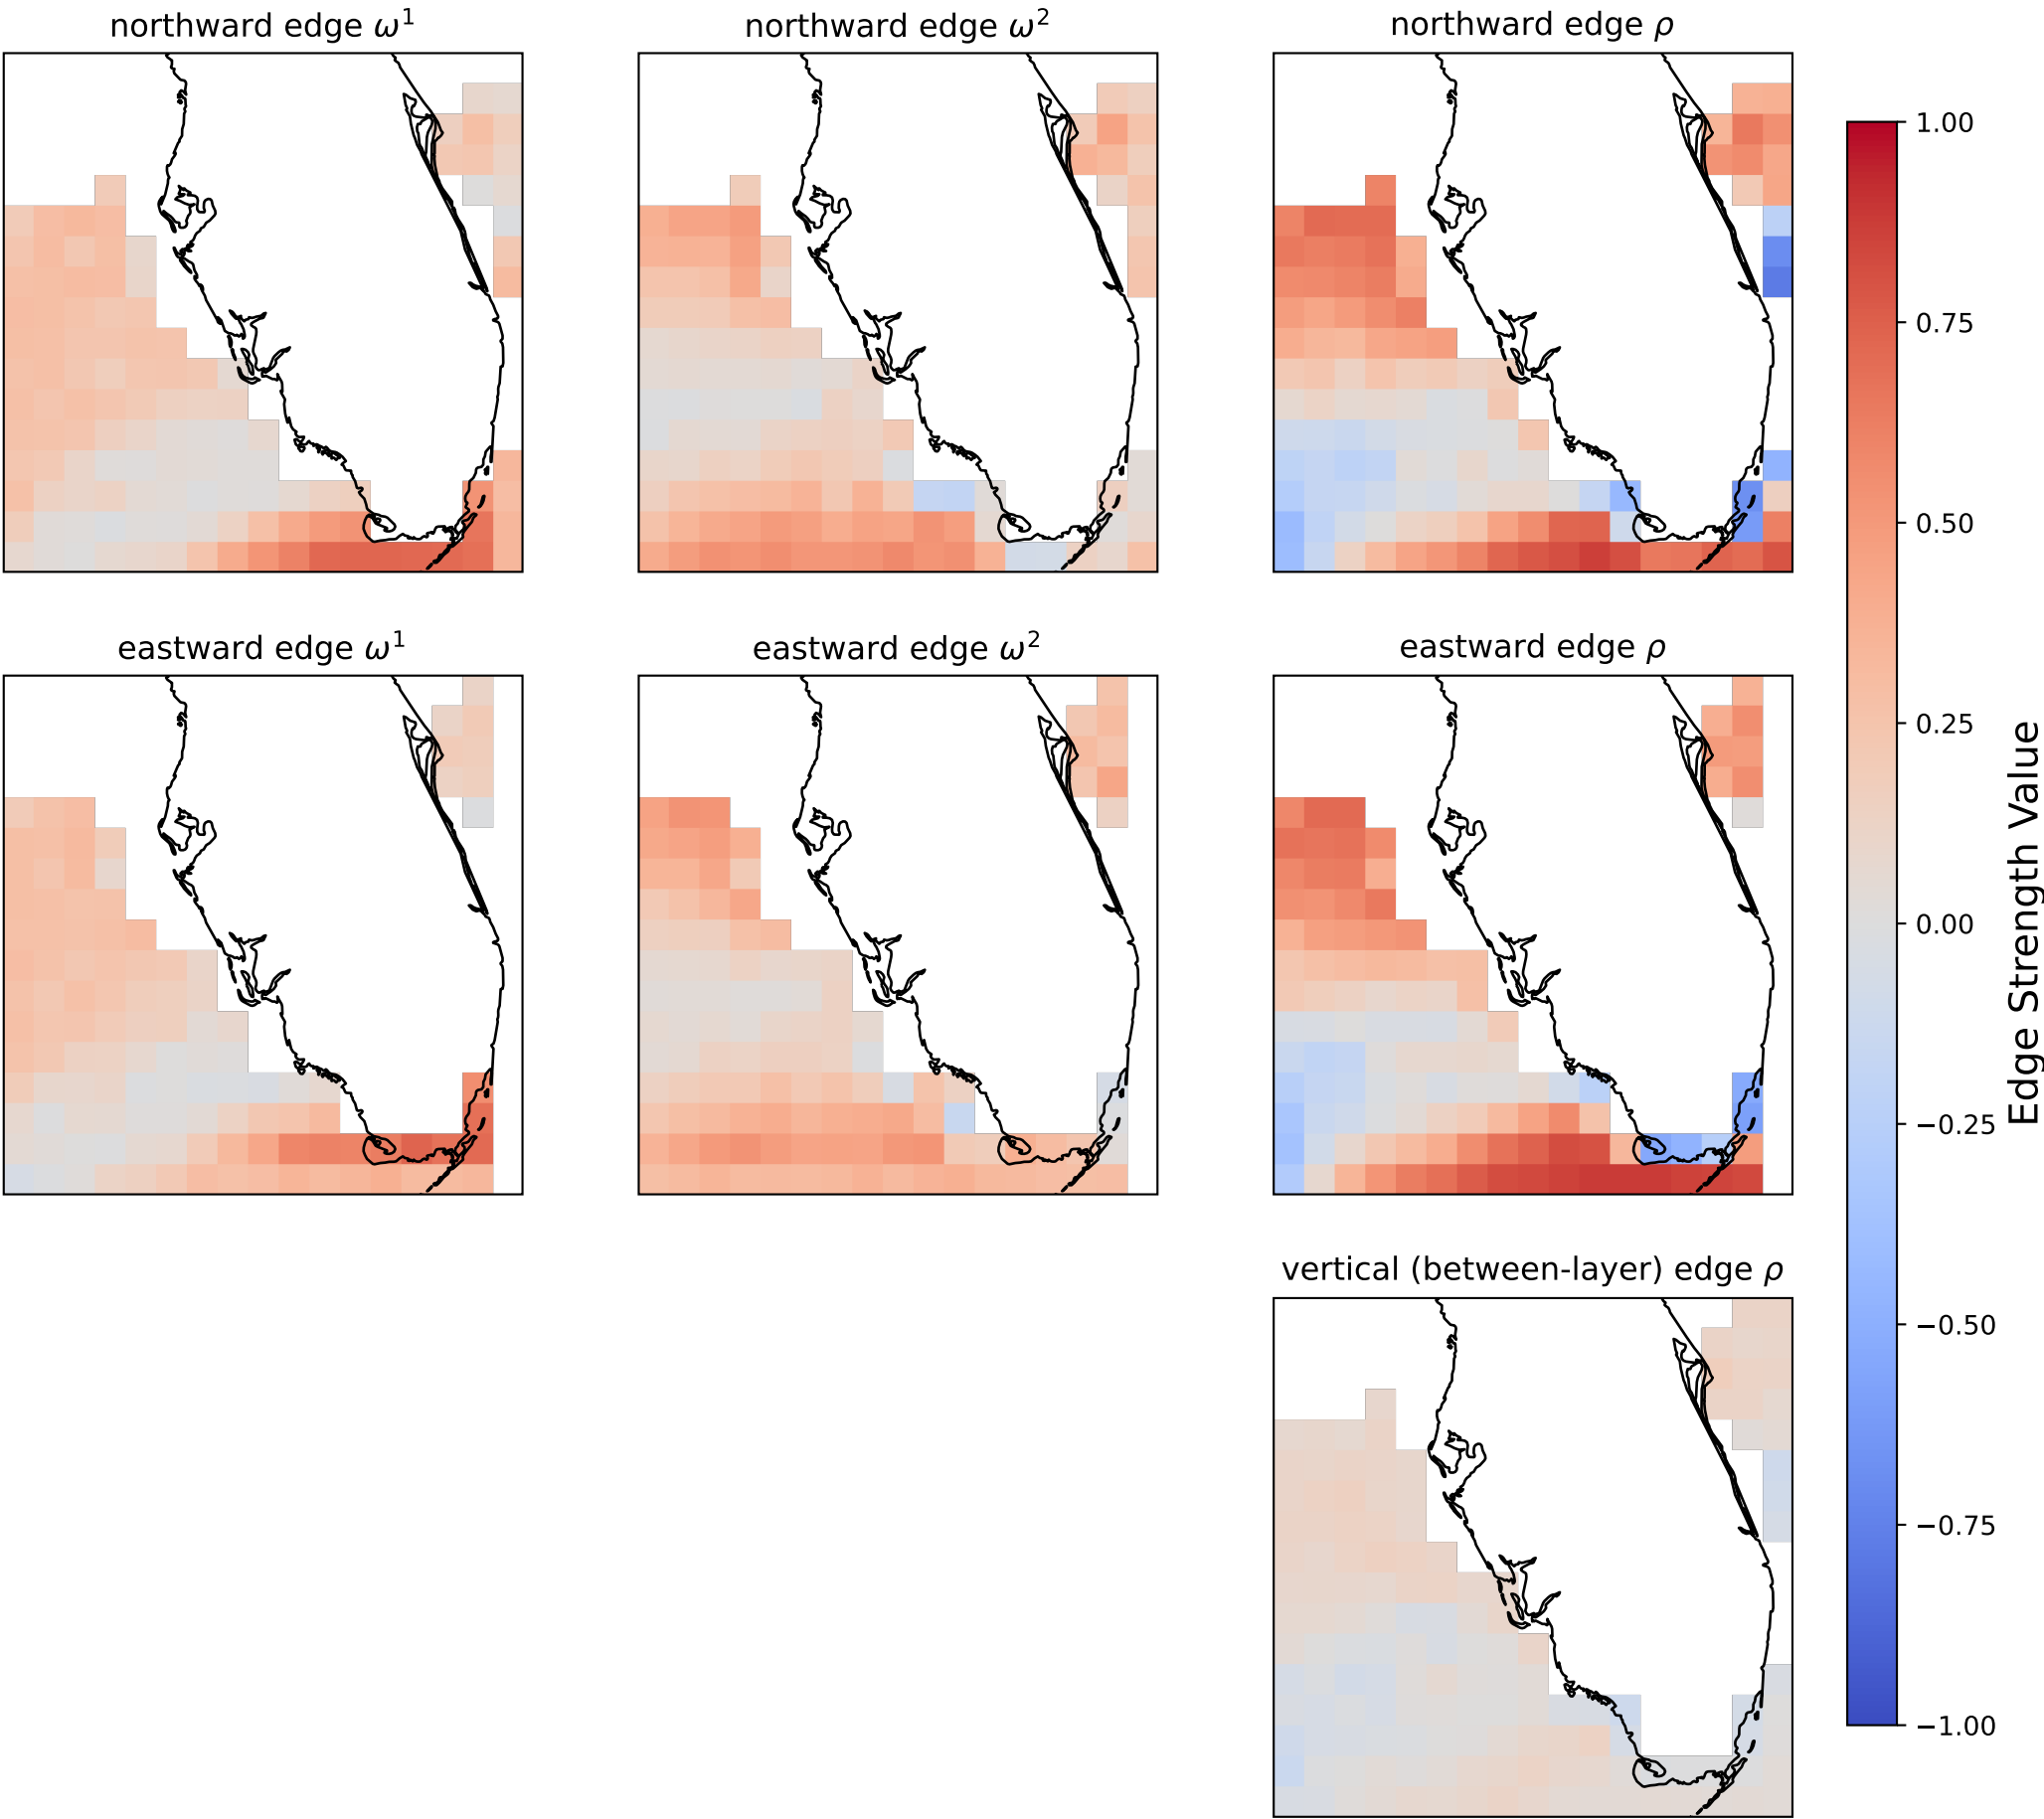 northward edge ω¹
northward edge ω²
northward edge ρ
eastward edge ω¹
eastward edge ω²
eastward edge ρ
vertical (between-layer) edge ρ
1.00
0.75
0.50
0.25
0.00
−0.25
−0.50
−0.75
−1.00
Edge Strength Value